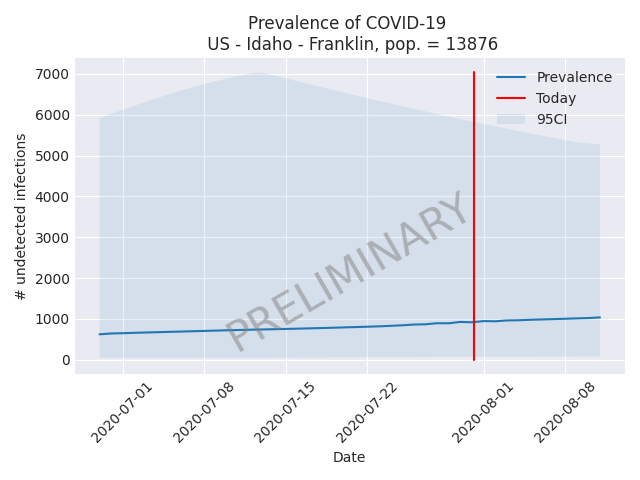 Prevalence of COVID-19
US - Idaho - Franklin, pop. = 13876
Prevalence
Today
95CI
7000
6000
5000
4000
3000
2000
1000
0
# undetected infections
PRELIMINARY
2020-07-01
2020-07-08
2020-07-15
2020-07-22
2020-08-01
2020-08-08
Date